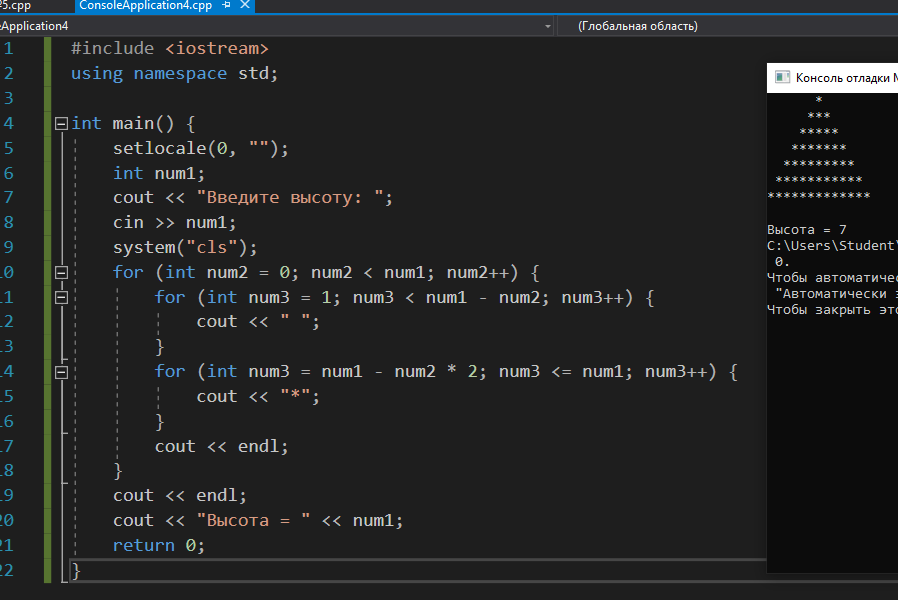 25.cpp ConsoleApplication4.cpp
eApplication4 (Глобальная область)
1 #include <iostream>
2 using namespace std;
3
4 int main() {
5 setlocale(0, "");
6 int num1;
7 cout << "Введите высоту: ";
8 cin >> num1;
9 system("cls");
10 for (int num2 = 0; num2 < num1; num2++) {
11 for (int num3 = 1; num3 < num1 - num2; num3++) {
12 cout << " ";
13 }
14 for (int num3 = num1 - num2 * 2; num3 <= num1; num3++) {
15 cout << "*";
16 }
17 cout << endl;
18 }
19 cout << endl;
20 cout << "Высота = " << num1;
21 return 0;
22 }
Консоль отладки
*
***
*****
*******
*********
***********
*************
Высота = 7
C:\Users\Student\
0.
Чтобы автоматичес
"Автоматически з
Чтобы закрыть это